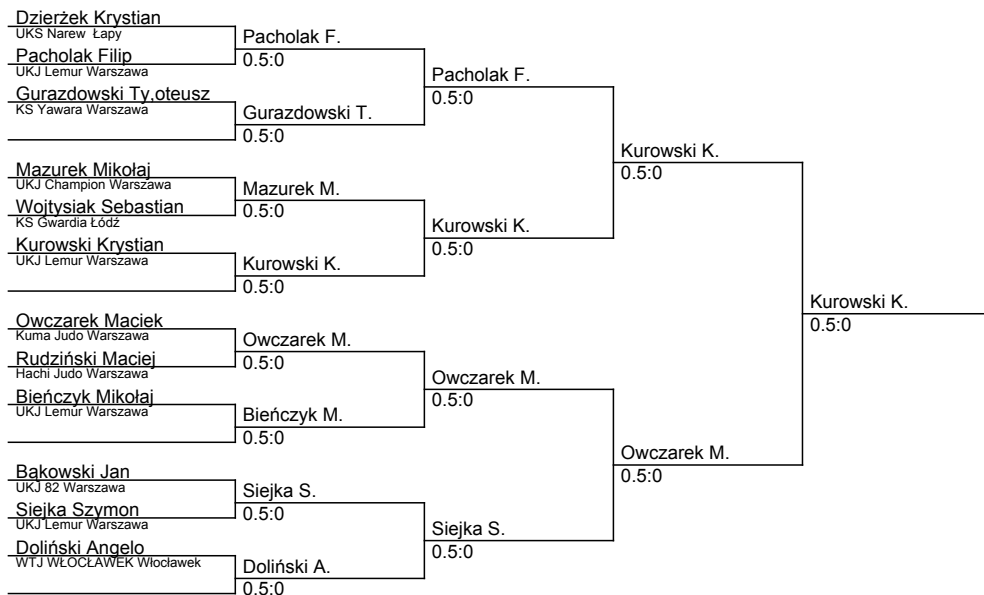 Dzierżek Krystian
UKS Narew Łapy
Pacholak Filip
UKJ Lemur Warszawa
Gurazdowski Ty,oteusz
KS Yawara Warszawa
Mazurek Mikołaj
UKJ Champion Warszawa
Wojtysiak Sebastian
KS Gwardia Łódź
Kurowski Krystian
UKJ Lemur Warszawa
Owczarek Maciek
Kuma Judo Warszawa
Rudziński Maciej
Hachi Judo Warszawa
Bieńczyk Mikołaj
UKJ Lemur Warszawa
Bąkowski Jan
UKJ 82 Warszawa
Siejka Szymon
UKJ Lemur Warszawa
Doliński Angelo
WTJ WŁOCŁAWEK Włocławek
Pacholak F.
0.5:0
Gurazdowski T.
0.5:0
Mazurek M.
0.5:0
Kurowski K.
0.5:0
Owczarek M.
0.5:0
Bieńczyk M.
0.5:0
Siejka S.
0.5:0
Doliński A.
0.5:0
Pacholak F.
0.5:0
Kurowski K.
0.5:0
Owczarek M.
0.5:0
Siejka S.
0.5:0
Kurowski K.
0.5:0
Owczarek M.
0.5:0
Kurowski K.
0.5:0